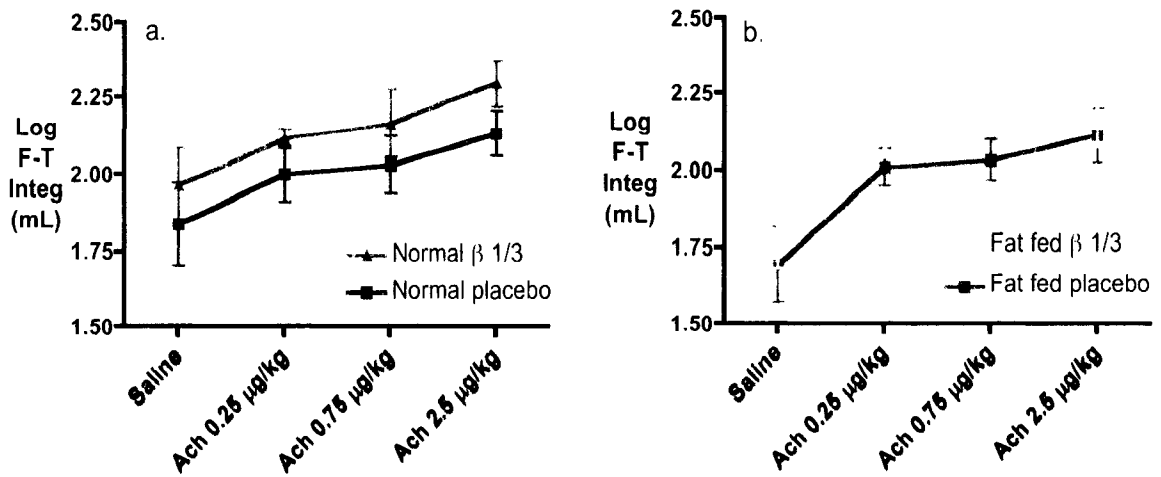 a.
2.50
2.25
2.00
1.75
1.50
Log
F-T
Integ
(mL)
Normal β 1/3
Normal placebo
Saline
Ach 0.25 µg/kg
Ach 0.75 µg/kg
Ach 2.5 µg/kg
b.
2.50
2.25
2.00
1.75
1.50
Log
F-T
Integ
(mL)
Fat fed β 1/3
Fat fed placebo
Saline
Ach 0.25 µg/kg
Ach 0.75 µg/kg
Ach 2.5 µg/kg